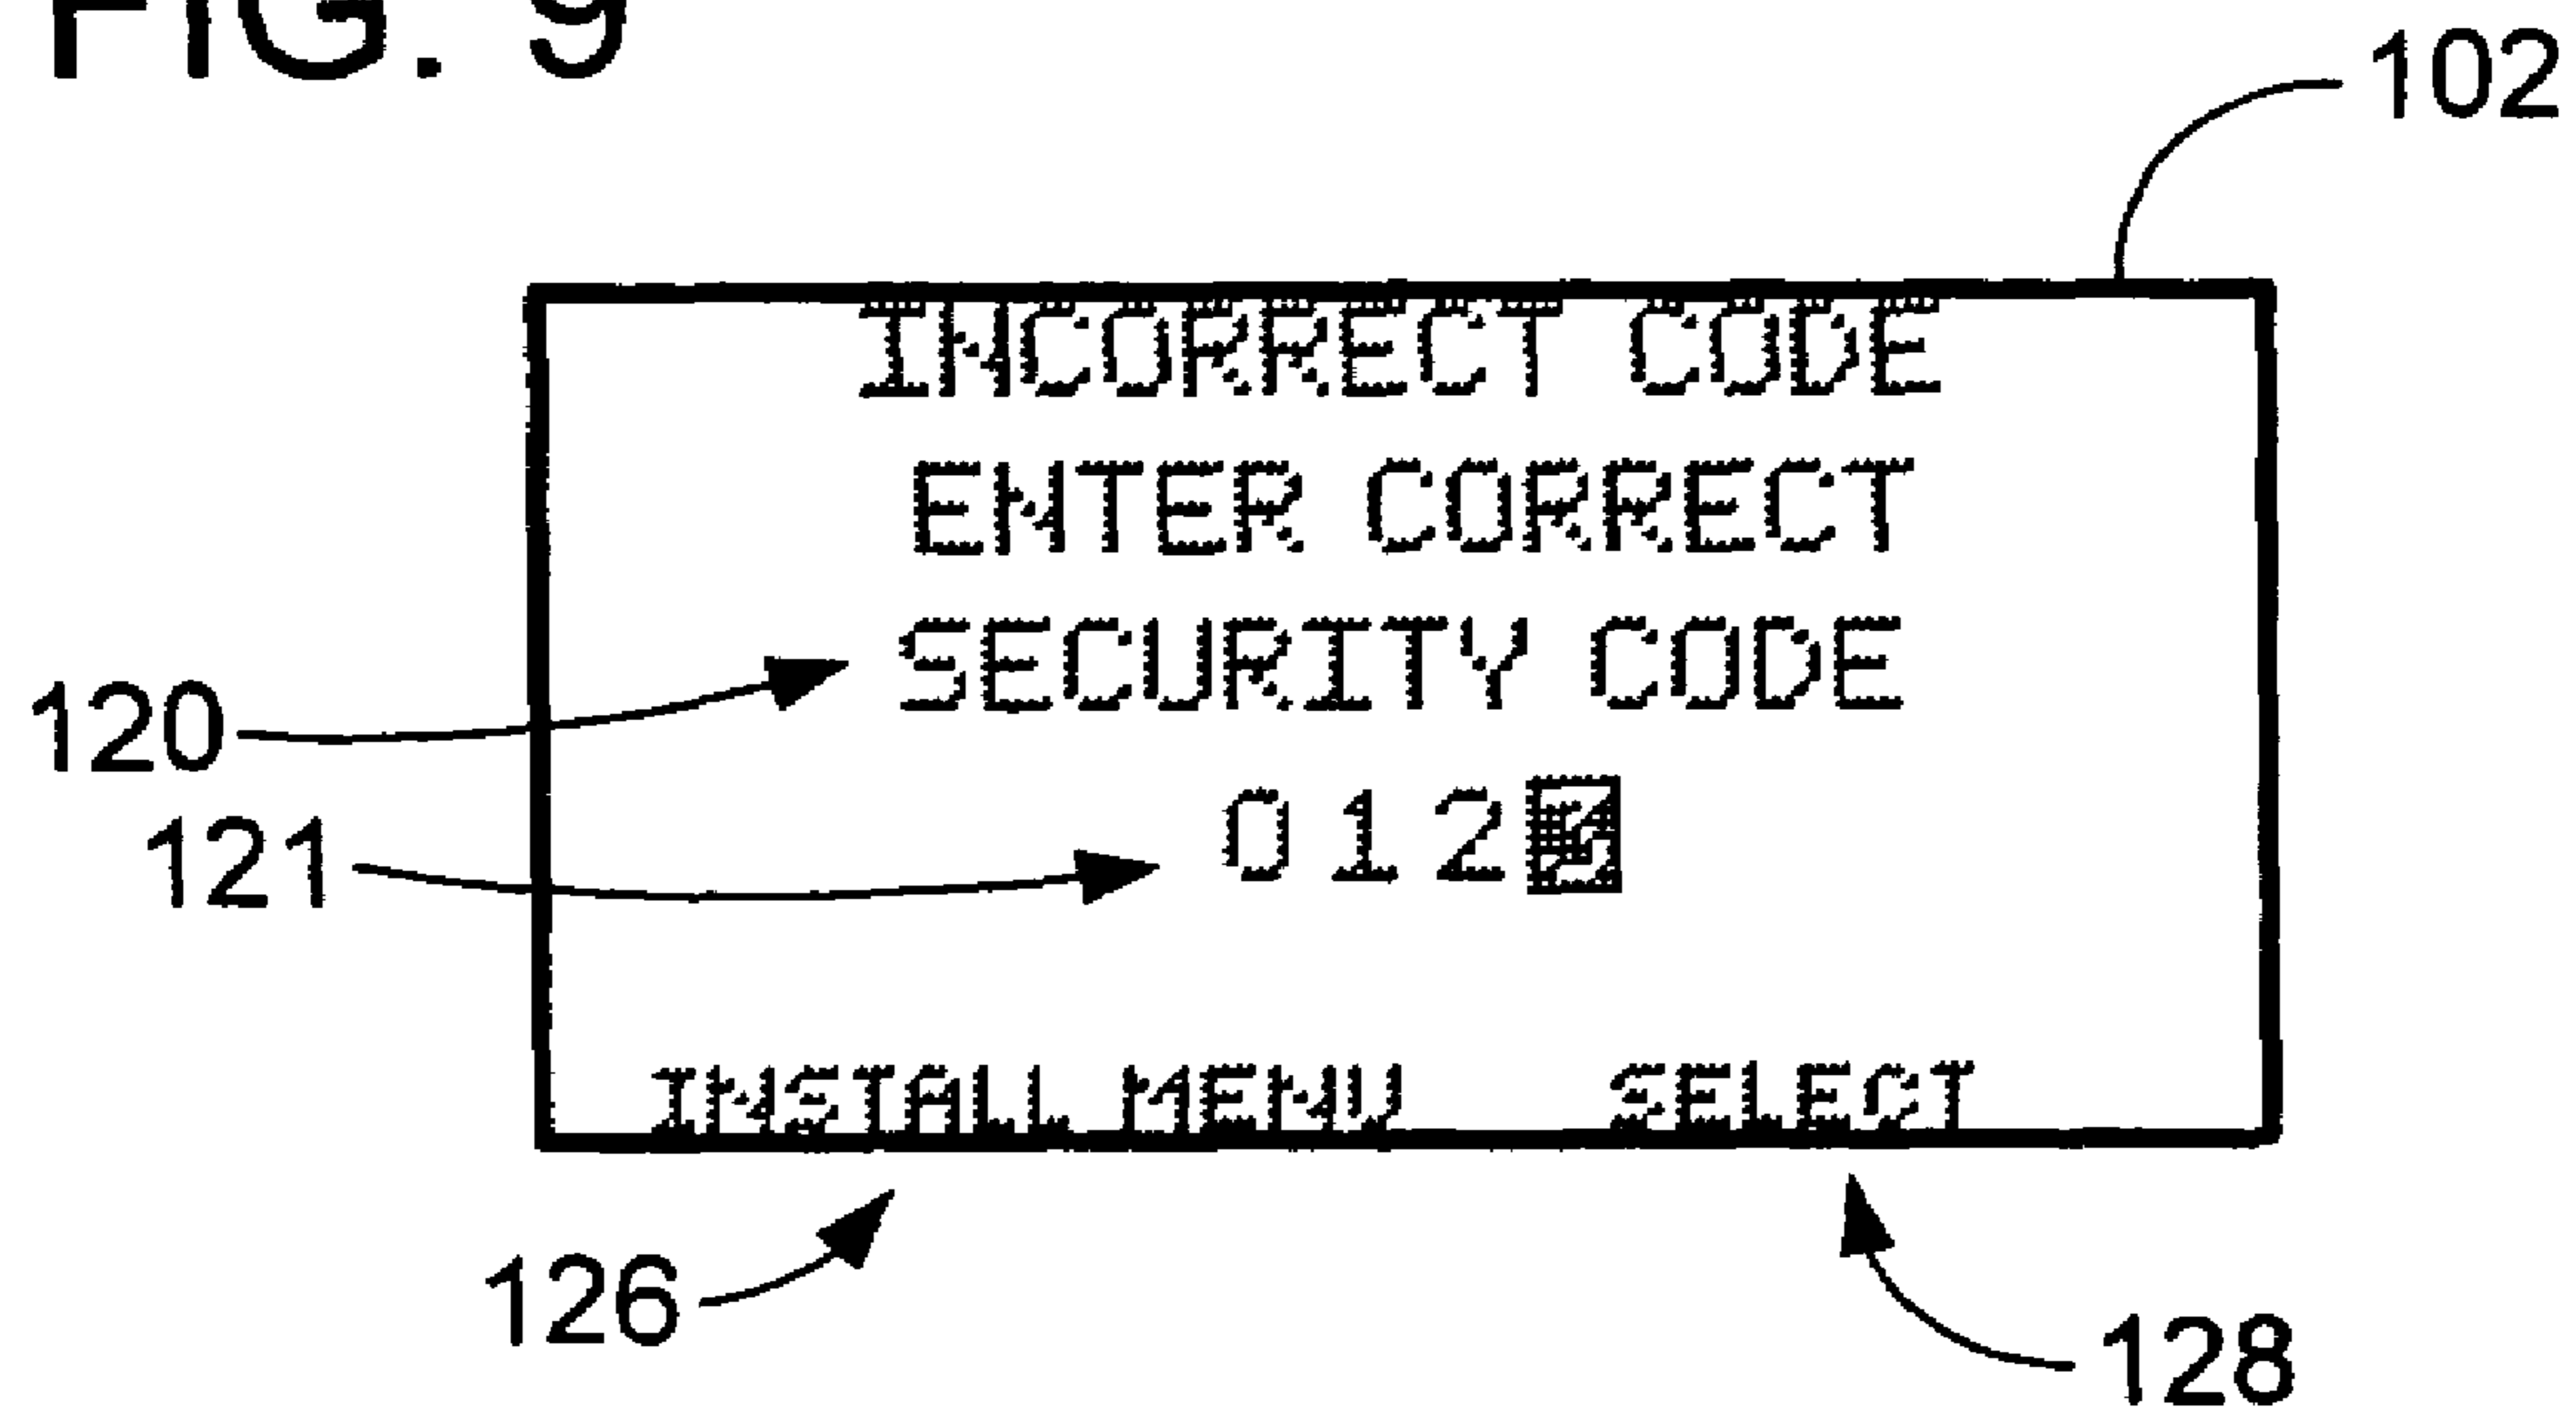 FIG. 9
102
INCORRECT CODE
ENTER CORRECT
SECURITY CODE
120
0 1 2
121
INSTALL MENU SELECT
126
128